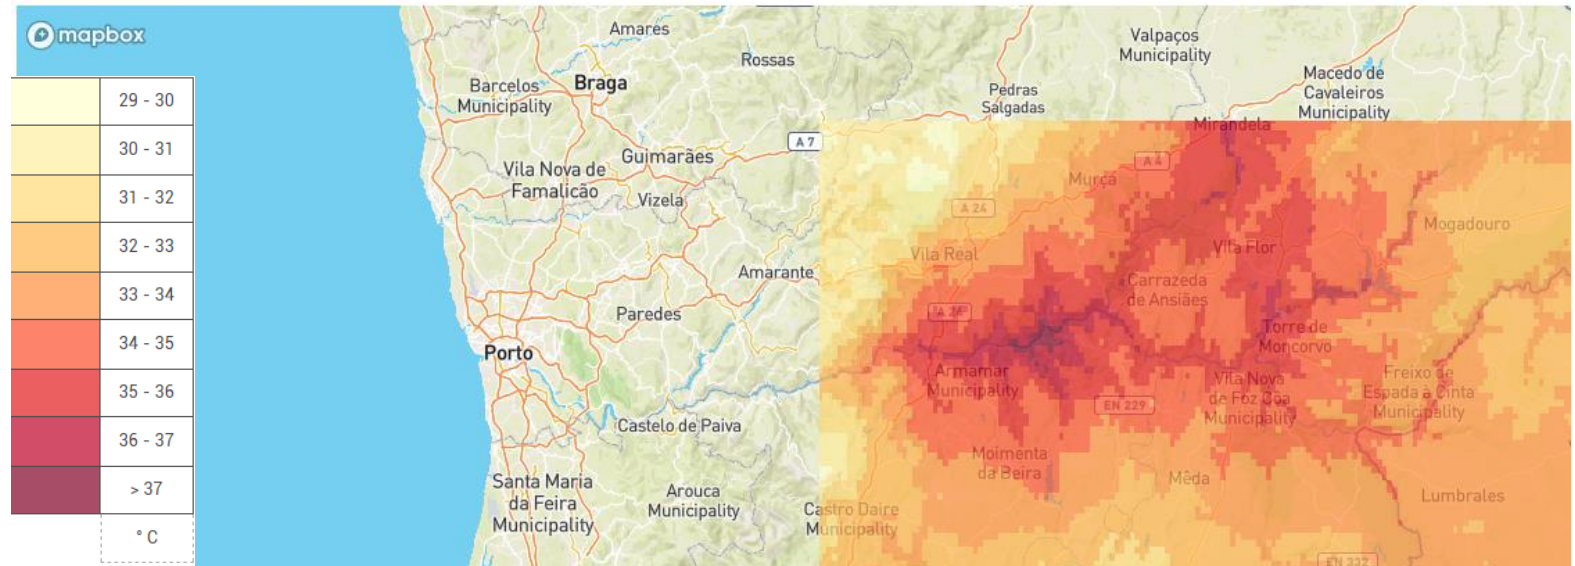 mapbox
29 - 30
30 - 31
31 - 32
32 - 33
33 - 34
34 - 35
35 - 36
36 - 37
> 37
° C
Amares
Rossas
Barcelos
Municipality
Braga
Pedras
Salgadas
Valpaços
Municipality
Macedo de
Cavaleiros
Municipality
Mirandela
A 7
Guimarães
Vila Nova de
Famalicão
Vizela
A 4
Murça
A 24
Mogadouro
Vila Real
Vila Flor
Amarante
Carrazeda
de Ansiães
Paredes
A 24
Torre de
Moncorvo
Porto
Armamar
Municipality
Vila Nova
de Foz Côa
Municipality
Freixo de
Espada à Cinta
Municipality
EN 229
Castelo de Paiva
Moimenta
da Beira
Mêda
Lumbrales
Santa Maria
da Feira
Municipality
Arouca
Municipality
Castro Daire
Municipality
EN 332